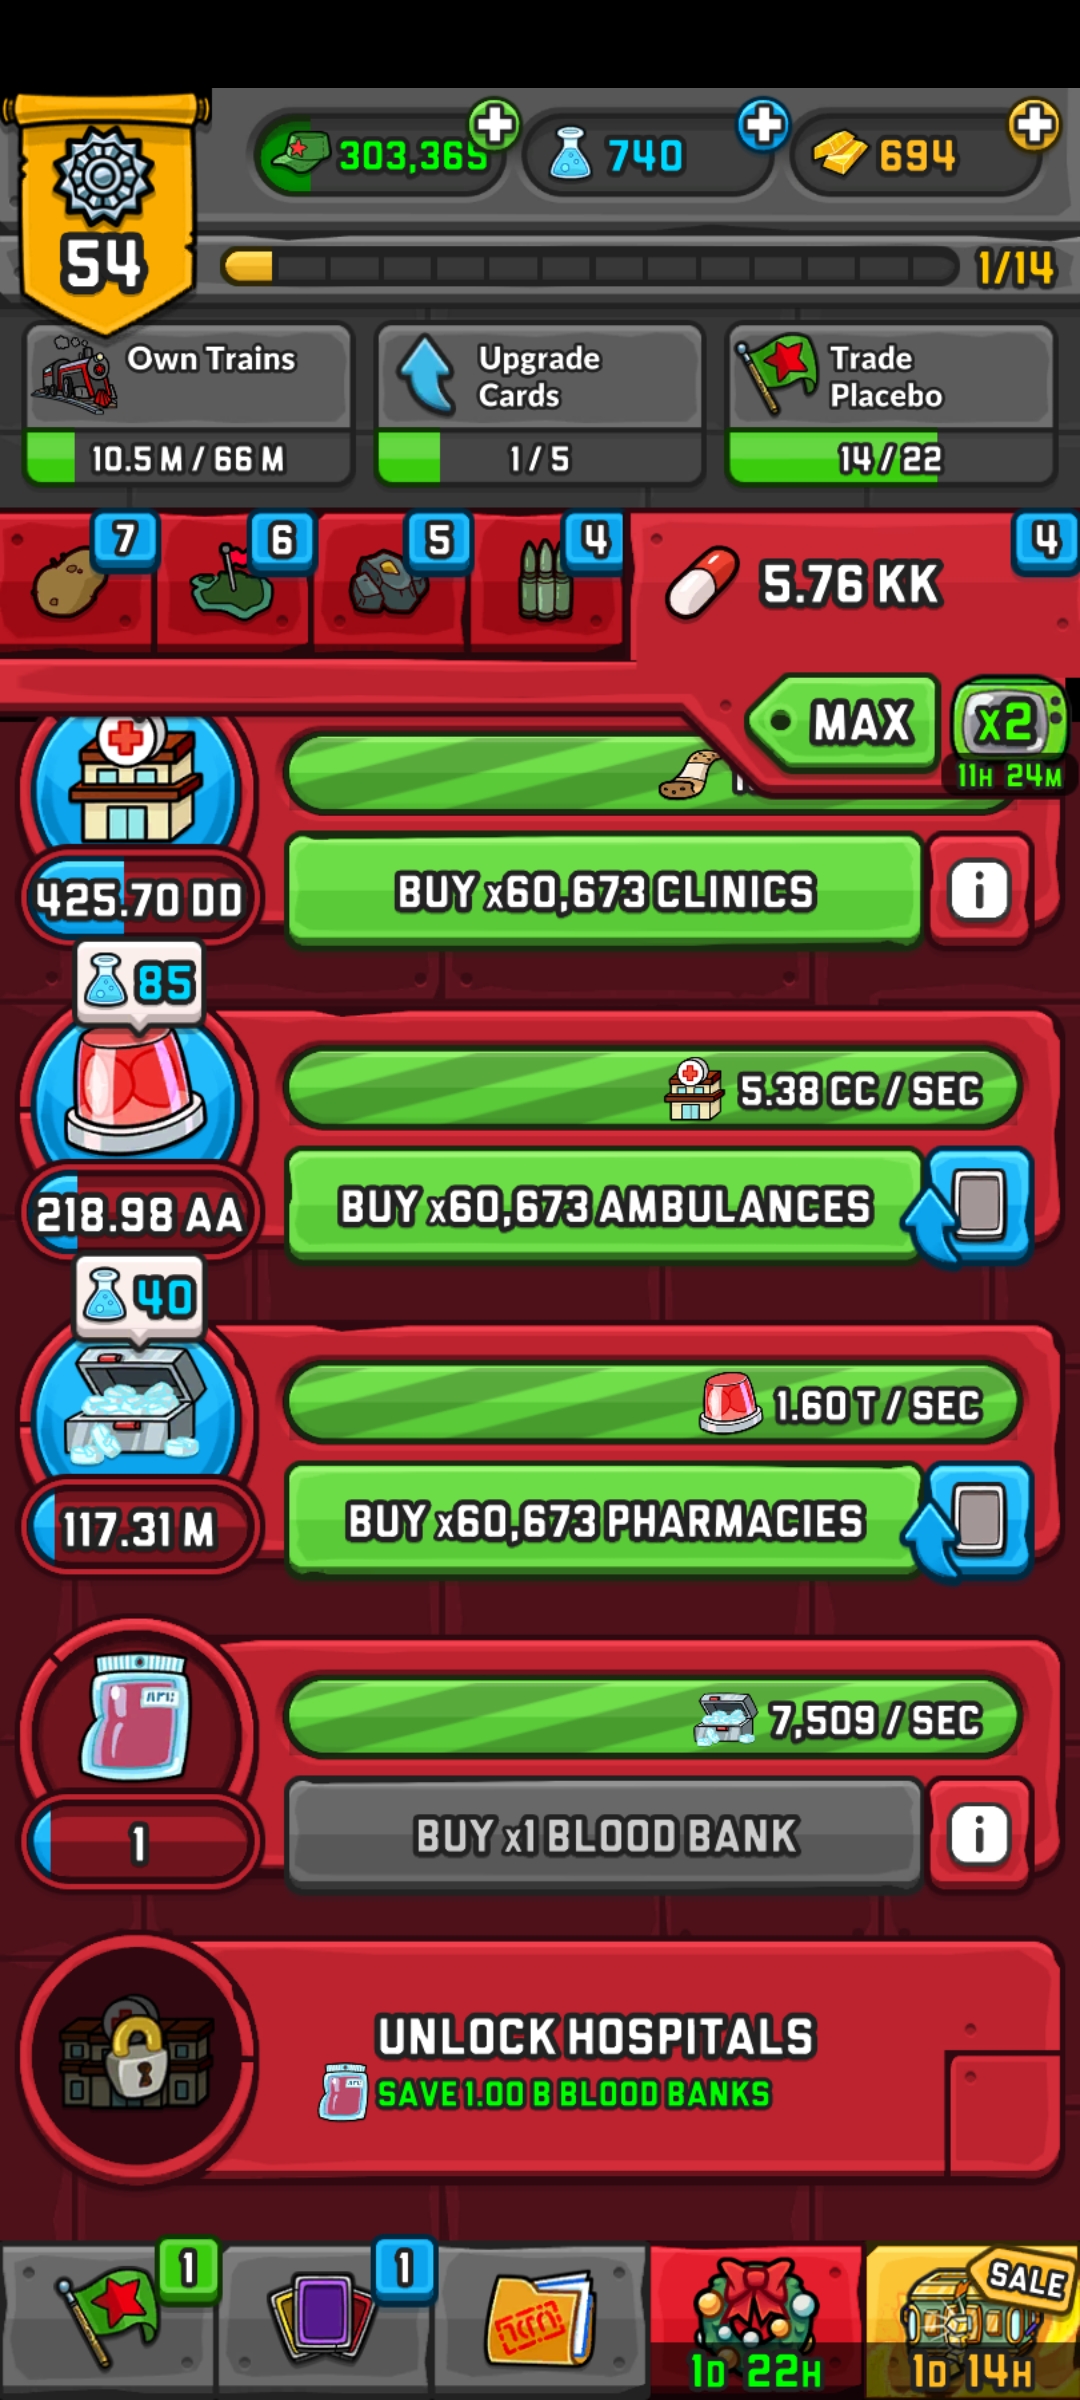 54
303,365
740
694
1/14
Own Trains
10.5 M / 66 M
Upgrade
Cards
1 / 5
Trade
Placebo
14 / 22
7
6
5
4
5.76 KK
4
MAX
x2
11H 24M
425.70 DD
BUY x60,673 CLINICS
i
85
5.38 CC / SEC
218.98 AA
BUY x60,673 AMBULANCES
40
1.60 T / SEC
117.31 M
BUY x60,673 PHARMACIES
7,509 / SEC
1
BUY x1 BLOOD BANK
i
UNLOCK HOSPITALS
SAVE 1.00 B BLOOD BANKS
1
1
SALE
1D 22H
1D 14H